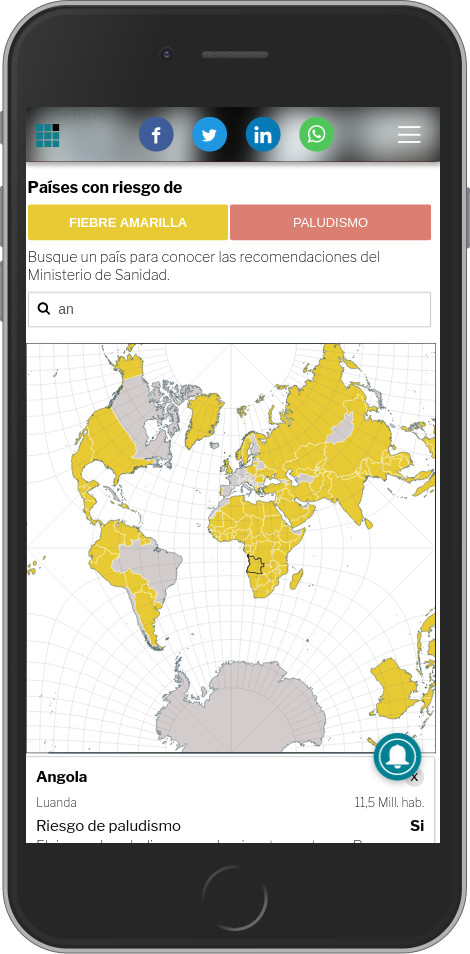 Países con riesgo de
FIEBRE AMARILLA
PALUDISMO
Busque un país para conocer las recomendaciones del
Ministerio de Sanidad.
an
Angola
X
Luanda
11,5 Mill. hab.
Riesgo de paludismo
Si